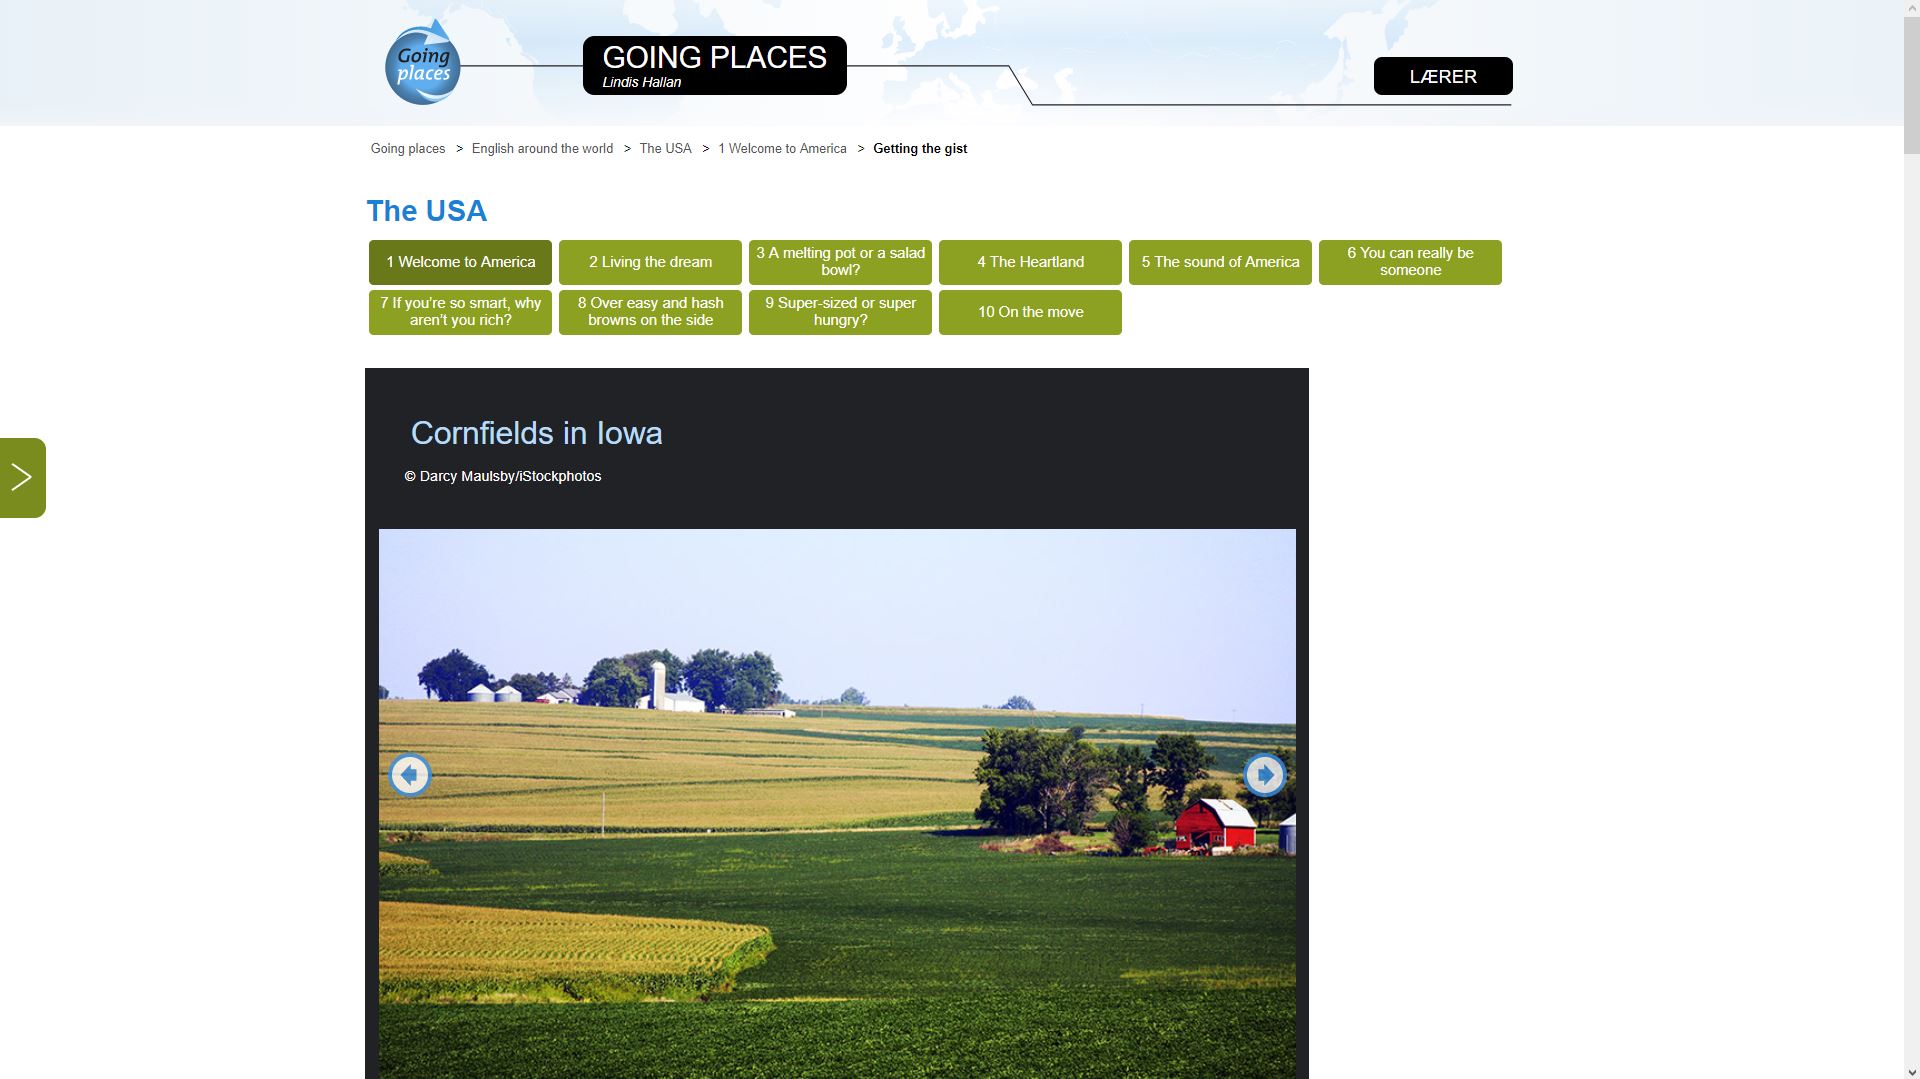 Going
places
GOING PLACES
Lindis Hallan
LÆRER
Going places > English around the world > The USA > 1 Welcome to America > Getting the gist
The USA
1 Welcome to America
2 Living the dream
3 A melting pot or a salad
bowl?
4 The Heartland
5 The sound of America
6 You can really be
someone
7 If you’re so smart, why
aren’t you rich?
8 Over easy and hash
browns on the side
9 Super-sized or super
hungry?
10 On the move
Cornfields in Iowa
© Darcy Maulsby/iStockphotos